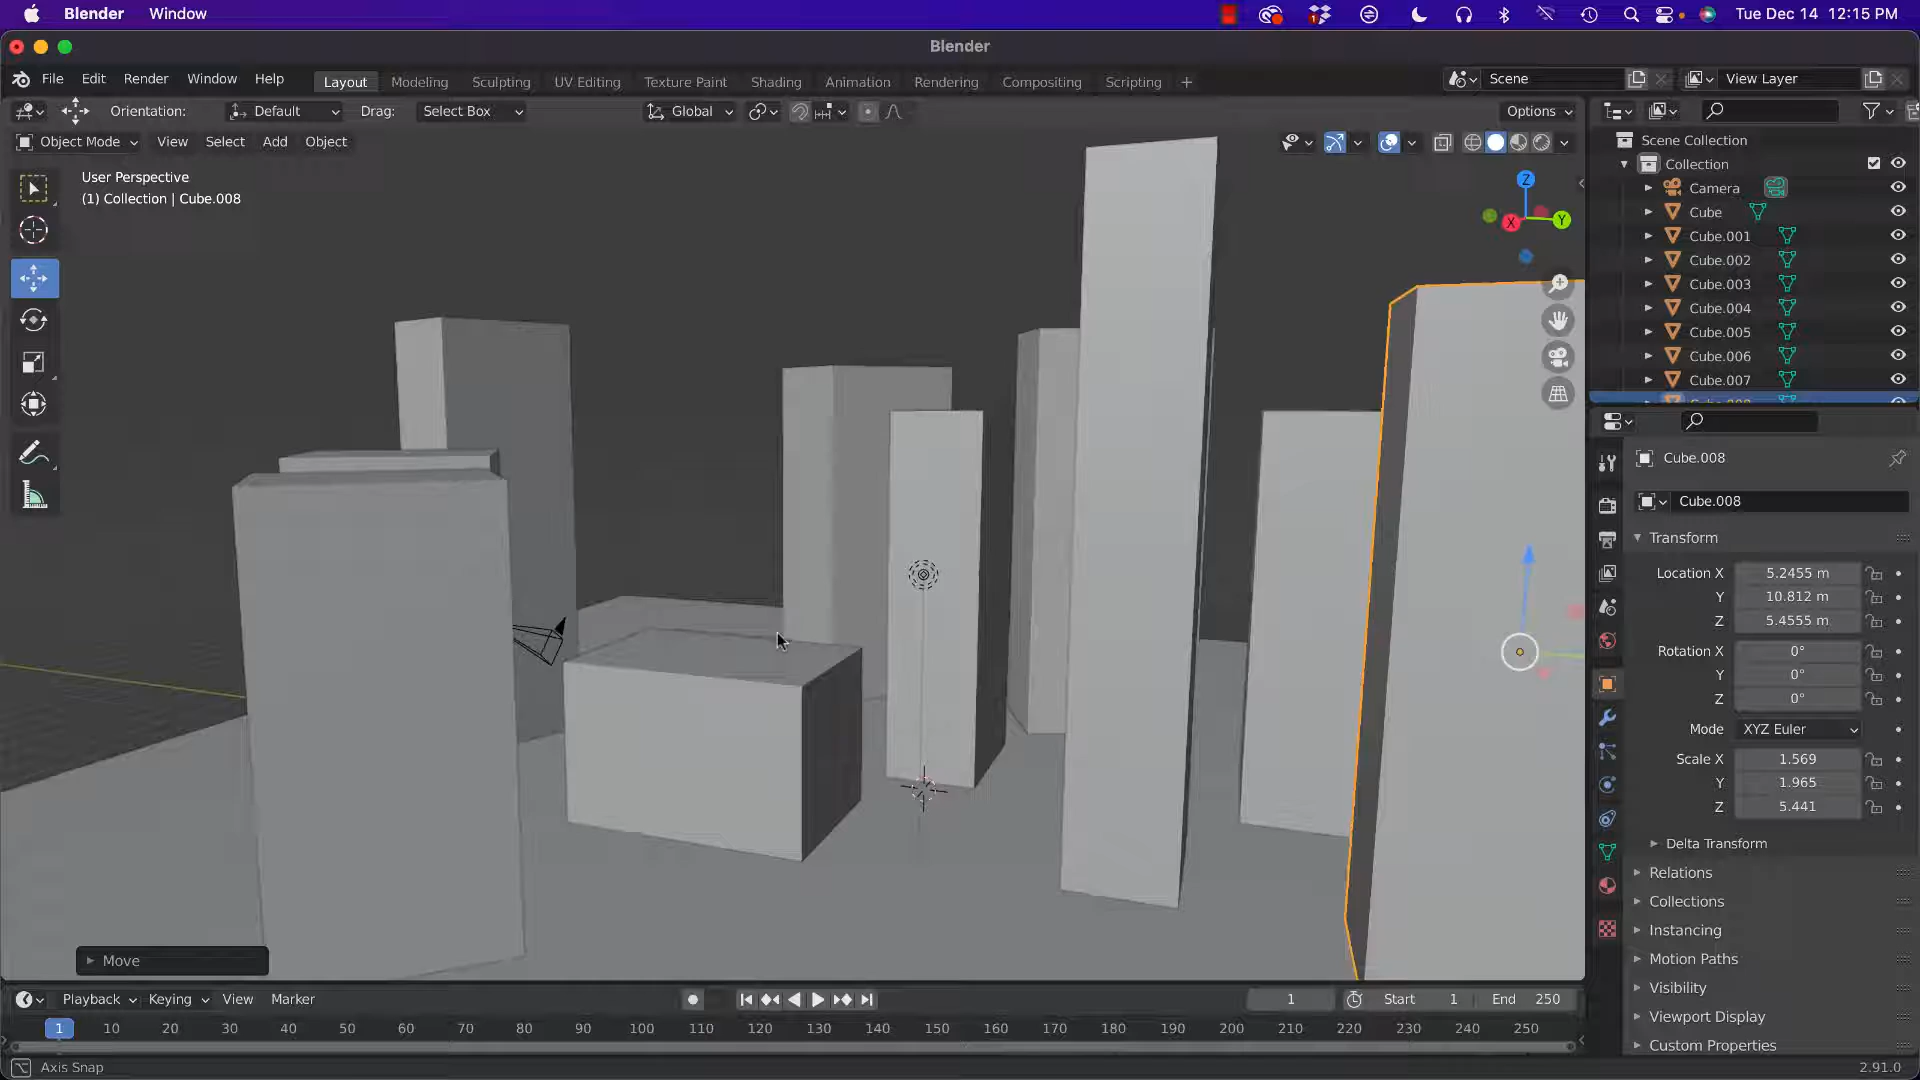 Blender Window
Tue Dec 14 12:15 PM
Blender
File Edit Render Window Help
Layout Modeling Sculpting UV Editing Texture Paint Shading Animation Rendering Compositing Scripting +
Scene
View Layer
Orientation: Default Drag: Select Box
Global
Options
Object Mode View Select Add Object
User Perspective
(1) Collection | Cube.008
Z
X
Y
Scene Collection
Collection
Camera
Cube
Cube.001
Cube.002
Cube.003
Cube.004
Cube.005
Cube.006
Cube.007
Cube.008
Cube.008
Transform
Location X 5.2455 m
Y 10.812 m
Z 5.4555 m
Rotation X 0°
Y 0°
Z 0°
Mode XYZ Euler
Scale X 1.569
Y 1.965
Z 5.441
Delta Transform
Relations
Collections
Instancing
Motion Paths
Visibility
Viewport Display
Custom Properties
Move
Playback Keying View Marker
1 Start 1 End 250
1 10 20 30 40 50 60 70 80 90 100 110 120 130 140 150 160 170 180 190 200 210 220 230 240 250
Axis Snap
2.91.0